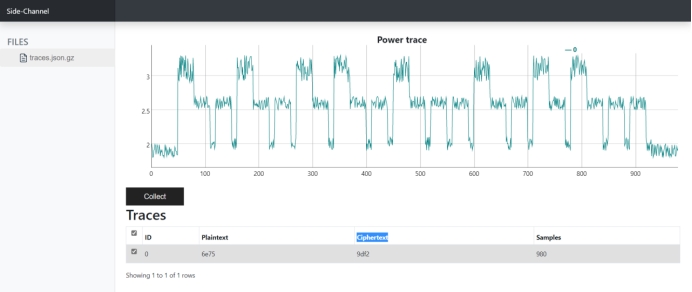 Side-Channel
FILES
traces.json.gz
Power trace
0
3
2.5
2
0 100 200 300 400 500 600 700 800 900
Collect
Traces
ID Plaintext Ciphertext Samples
0 6e75 9df2 980
Showing 1 to 1 of 1 rows